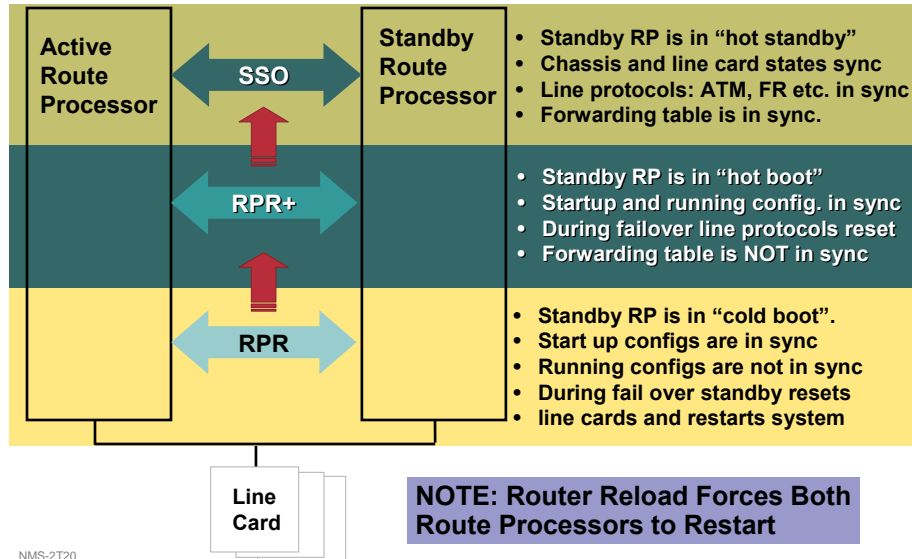 Active
Route
Processor
SSO
Standby
Route
Processor
• Standby RP is in “hot standby”
• Chassis and line card states sync
• Line protocols: ATM, FR etc. in sync
• Forwarding table is in sync.
RPR+
• Standby RP is in “hot boot”
• Startup and running config. in sync
• During failover line protocols reset
• Forwarding table is NOT in sync
RPR
• Standby RP is in “cold boot”.
• Start up configs are in sync
• Running configs are not in sync
• During fail over standby resets
• line cards and restarts system
Line
Card
NOTE: Router Reload Forces Both
Route Processors to Restart
NMS-2T20